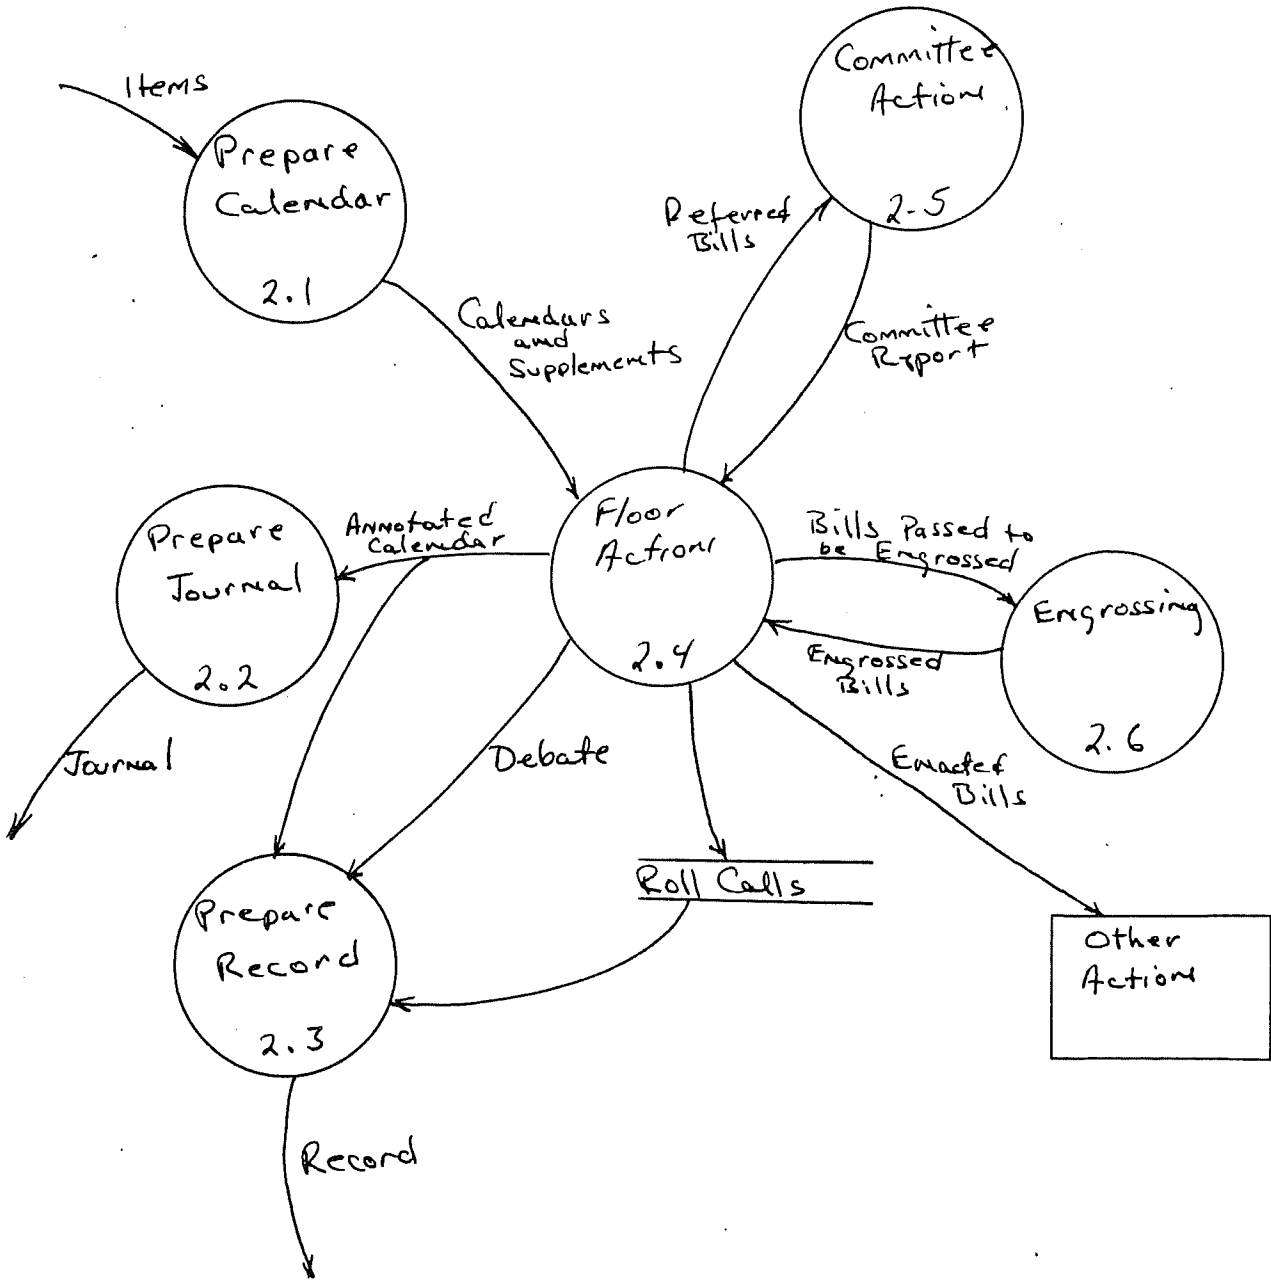 Items
Prepare
Calendar
2.1
Committee
Action
2.5
Referred
Bills
Committee
Report
Calendars
and
Supplements
Annotated
Calendar
Prepare
Journal
2.2
Floor
Action
2.4
Bills Passed to
be Engrossed
Engrossing
2.6
Engrossed
Bills
Journal
Debate
Enacted
Bills
Roll Calls
Prepare
Record
2.3
Other
Action
Record